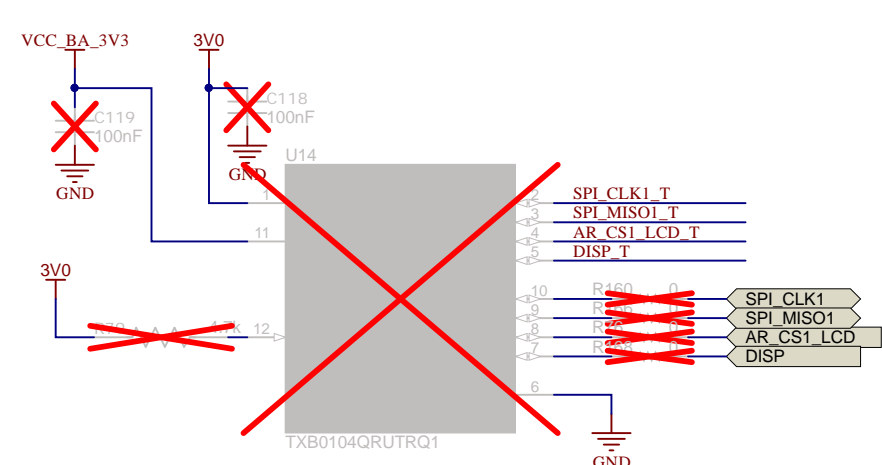 VCC_BA_3V3
3V0
C118
100nF
C119
100nF
GND
GND
U14
1
11
2 SPI_CLK1_T
3 SPI_MISO1_T
4 AR_CS1_LCD_T
5 DISP_T
3V0
12
10 R160 0 SPI_CLK1
9 SPI_MISO1
8 AR_CS1_LCD
7 DISP
6
TXB0104QRUTRQ1
GND